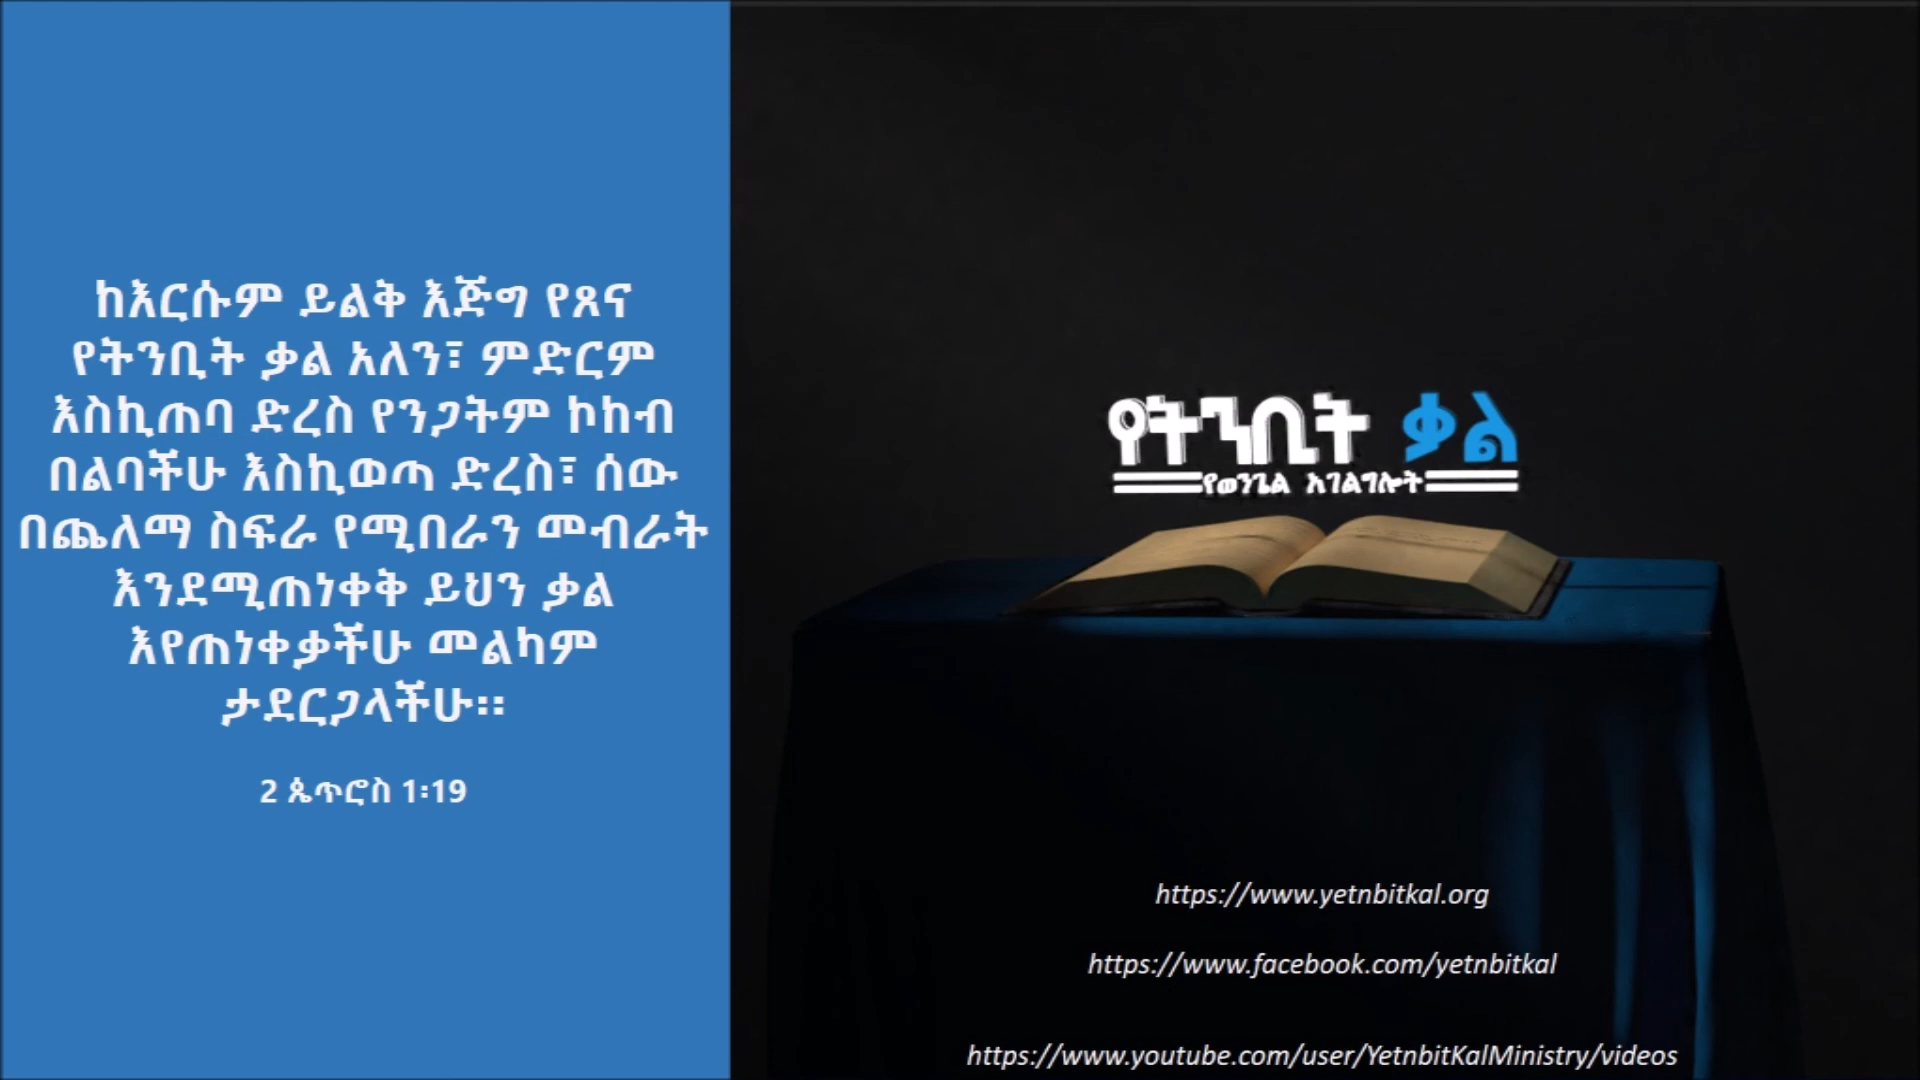 ከእርሱም ይልቅ እጅግ የጸና
የትንቢት ቃል አለን፣ ምድርም
እስኪጠባ ድረስ የንጋትም ኮከብ
በልባችሁ እስኪወጣ ድረስ፣ ሰው
በጨለማ ስፍራ የሚበራን መብራት
እንደሚጠነቀቅ ይህን ቃል
እየጠነቀቃችሁ መልካም
ታደርጋላችሁ፡፡
2 ጴጥሮስ 1፡19
የትንቢት ቃል
የወንጌል አገልግሎት
https://www.yetnbitkal.org
https://www.facebook.com/yetnbitkal
https://www.youtube.com/user/YetnbitKalMinistry/videos